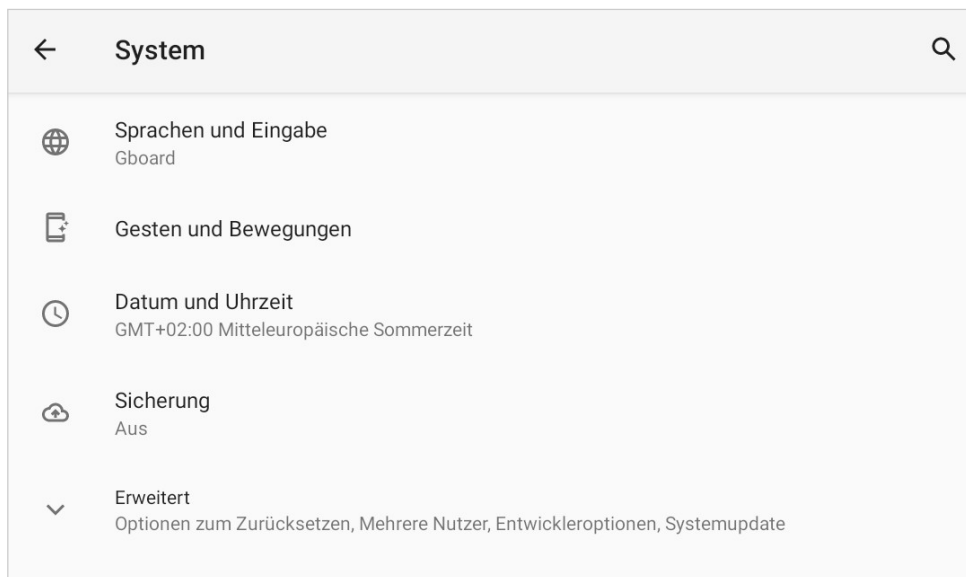 System
Sprachen und Eingabe
Gboard
Gesten und Bewegungen
Datum und Uhrzeit
GMT+02:00 Mitteleuropäische Sommerzeit
Sicherung
Aus
Erweitert
Optionen zum Zurücksetzen, Mehrere Nutzer, Entwickleroptionen, Systemupdate